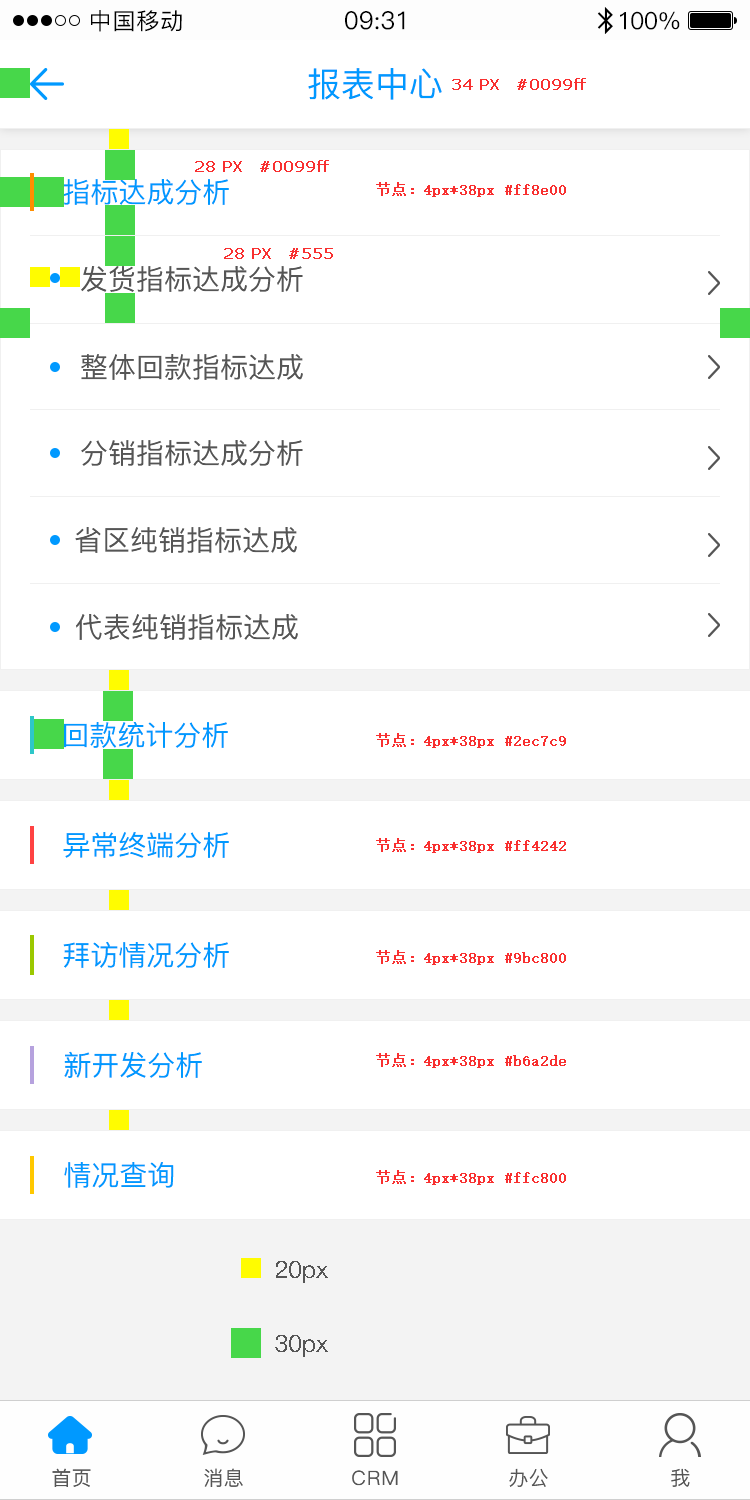 中国移动 09:31 100%
报表中心 34 PX #0099ff
28 PX #0099ff
指标达成分析 节点：4px*38px #ff8e00
28 PX #555
发货指标达成分析
整体回款指标达成
分销指标达成分析
省区纯销指标达成
代表纯销指标达成
回款统计分析 节点：4px*38px #2ec7c9
异常终端分析 节点：4px*38px #ff4242
拜访情况分析 节点：4px*38px #9bc800
新开发分析 节点：4px*38px #b6a2de
情况查询 节点：4px*38px #ffc800
20px
30px
首页 消息 CRM 办公 我